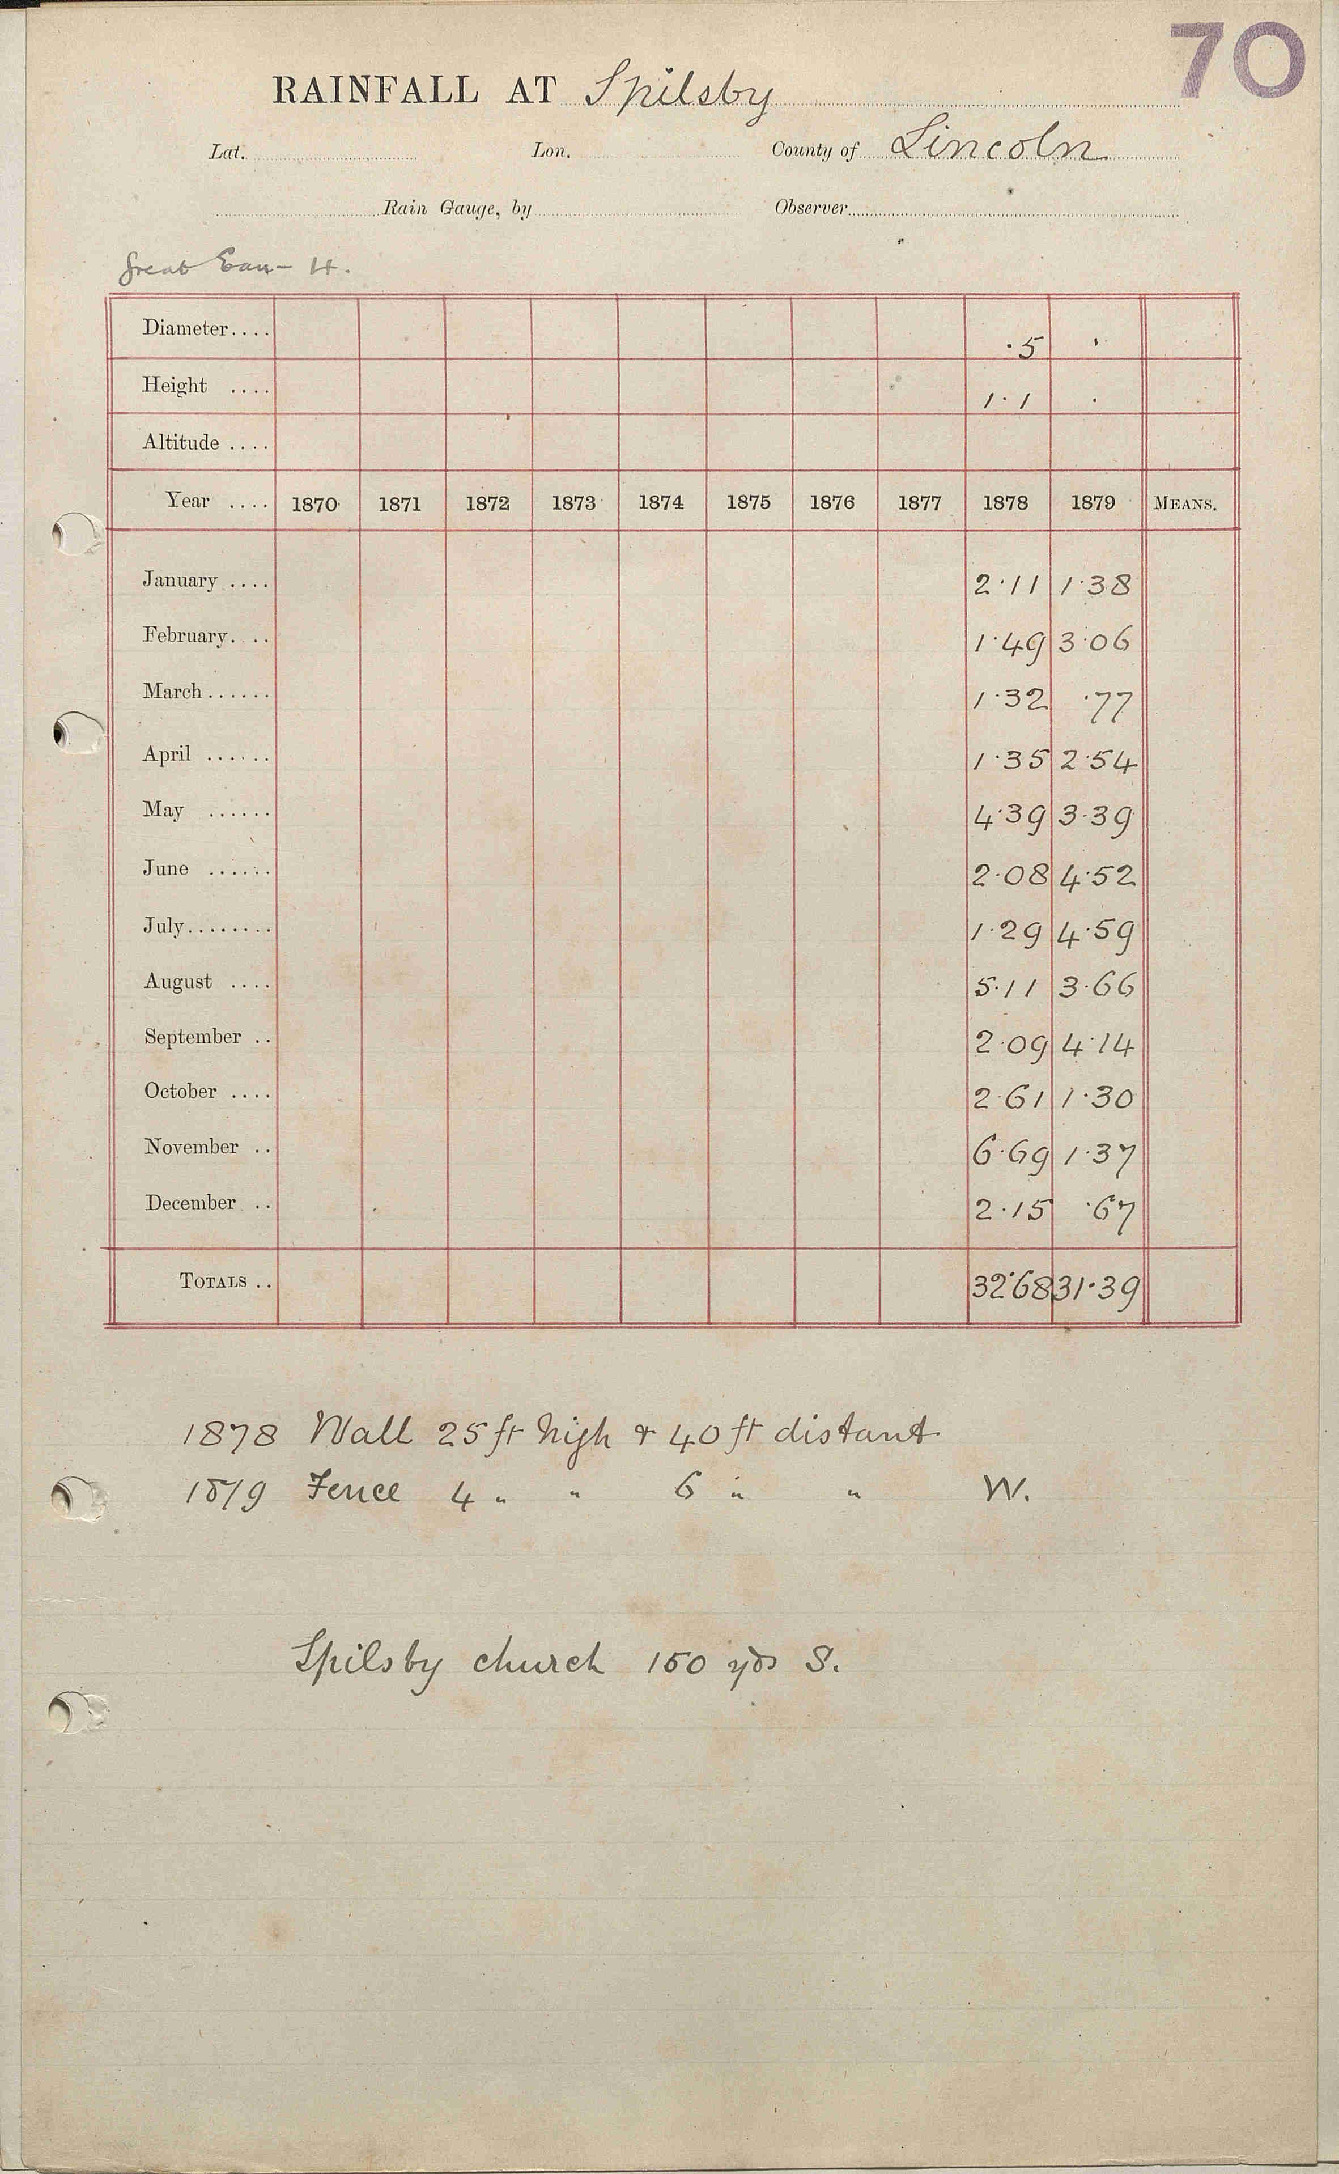 70
RAINFALL AT Spilsby
Lat. Lon. County of Lincoln
Rain Gauge, by Observer
Great Eau - H.
Diameter.... ·5 ·
Height .... 1·1 ·
Altitude ....
Year .... 1870 1871 1872 1873 1874 1875 1876 1877 1878 1879 MEANS.
January .... 2·11 1·38
February. .. 1·49 3·06
March ...... 1·32 ·77
April ...... 1·35 2·54
May ...... 4·39 3·39
June ...... 2·08 4·52
July........ 1·29 4·59
August .... 5·11 3·66
September .. 2·09 4·14
October .... 2·61 1·30
November .. 6·69 1·37
December .. 2·15 ·67
TOTALS .. 32·68 31·39
1878 Wall 25 ft high & 40 ft distant
1879 Fence 4 " " 6 " " W.
Spilsby church 150 yds S.